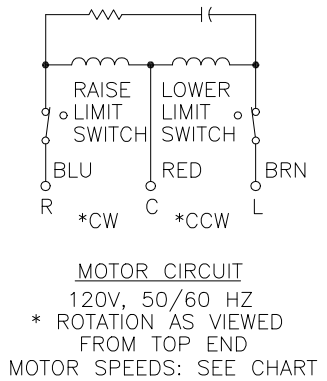 RAISE LOWER
LIMIT LIMIT
SWITCH SWITCH
BLU RED BRN
R C L
*CW *CCW
MOTOR CIRCUIT
120V, 50/60 HZ
* ROTATION AS VIEWED
FROM TOP END
MOTOR SPEEDS: SEE CHART